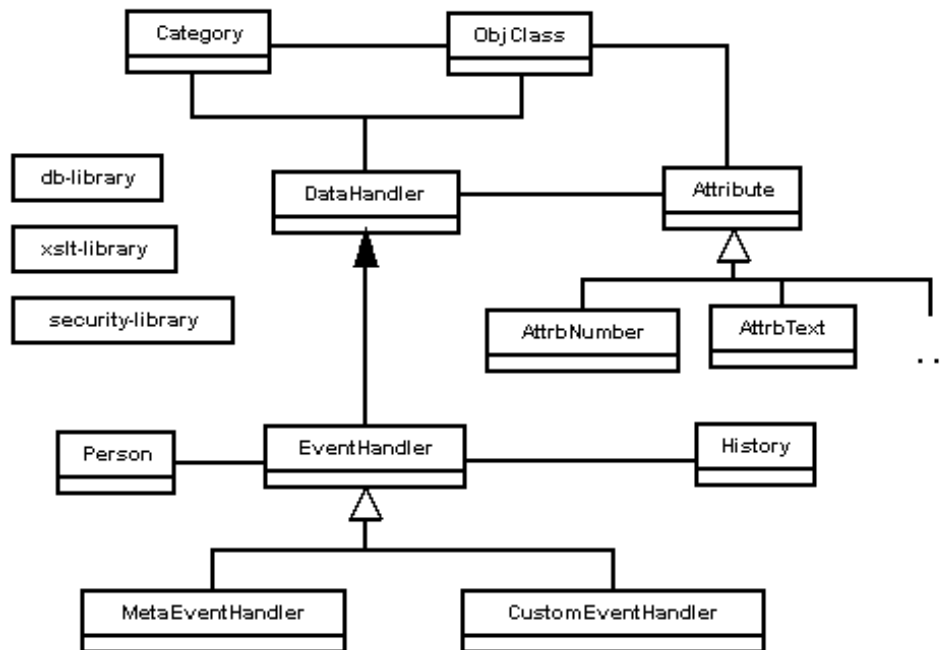 Category
ObjClass
db-library
DataHandler
Attribute
xslt-library
security-library
AttrbNumber
AttrbText
. .
Person
EventHandler
History
MetaEventHandler
CustomEventHandler